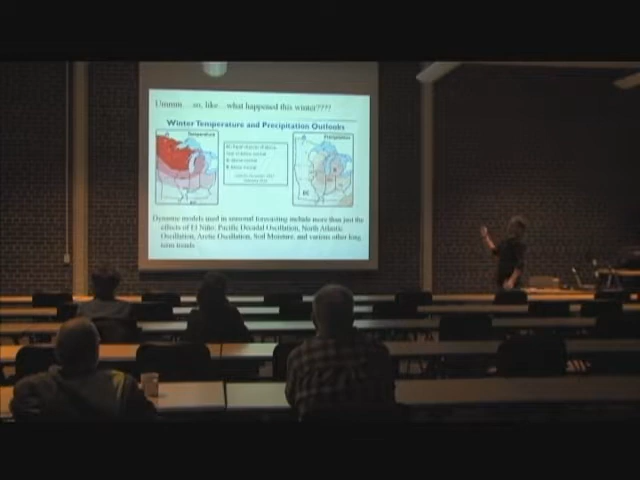 Ummm... so, like... what happened this winter????
Winter Temperature and Precipitation Outlooks
Temperature
Precipitation
EC
Dynamic models used in seasonal forecasting include more than just the
effects of El Niño: Pacific Decadal Oscillation, North Atlantic
Oscillation, Arctic Oscillation, Soil Moisture, and various other long
term trends